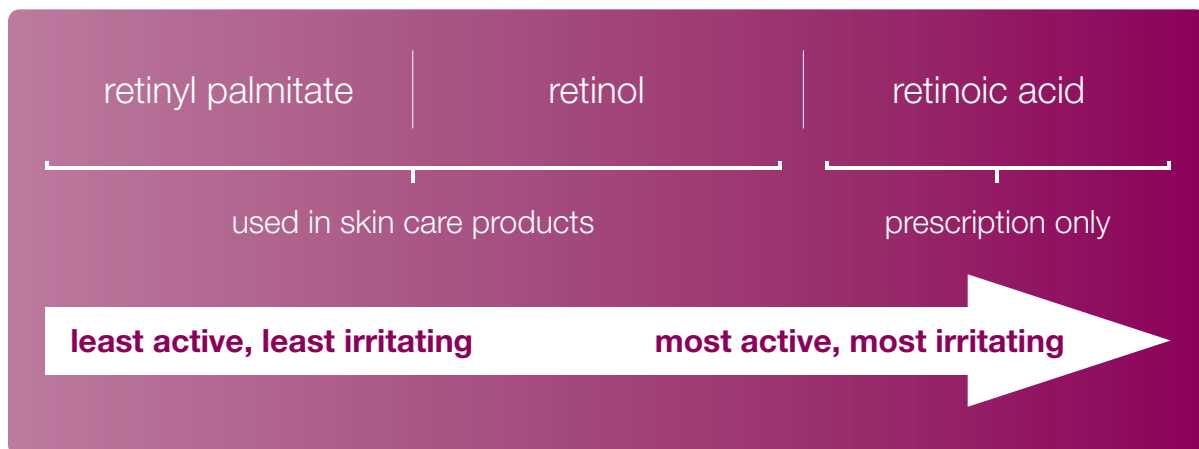 retinyl palmitate
retinol
retinoic acid
used in skin care products
prescription only
least active, least irritating
most active, most irritating